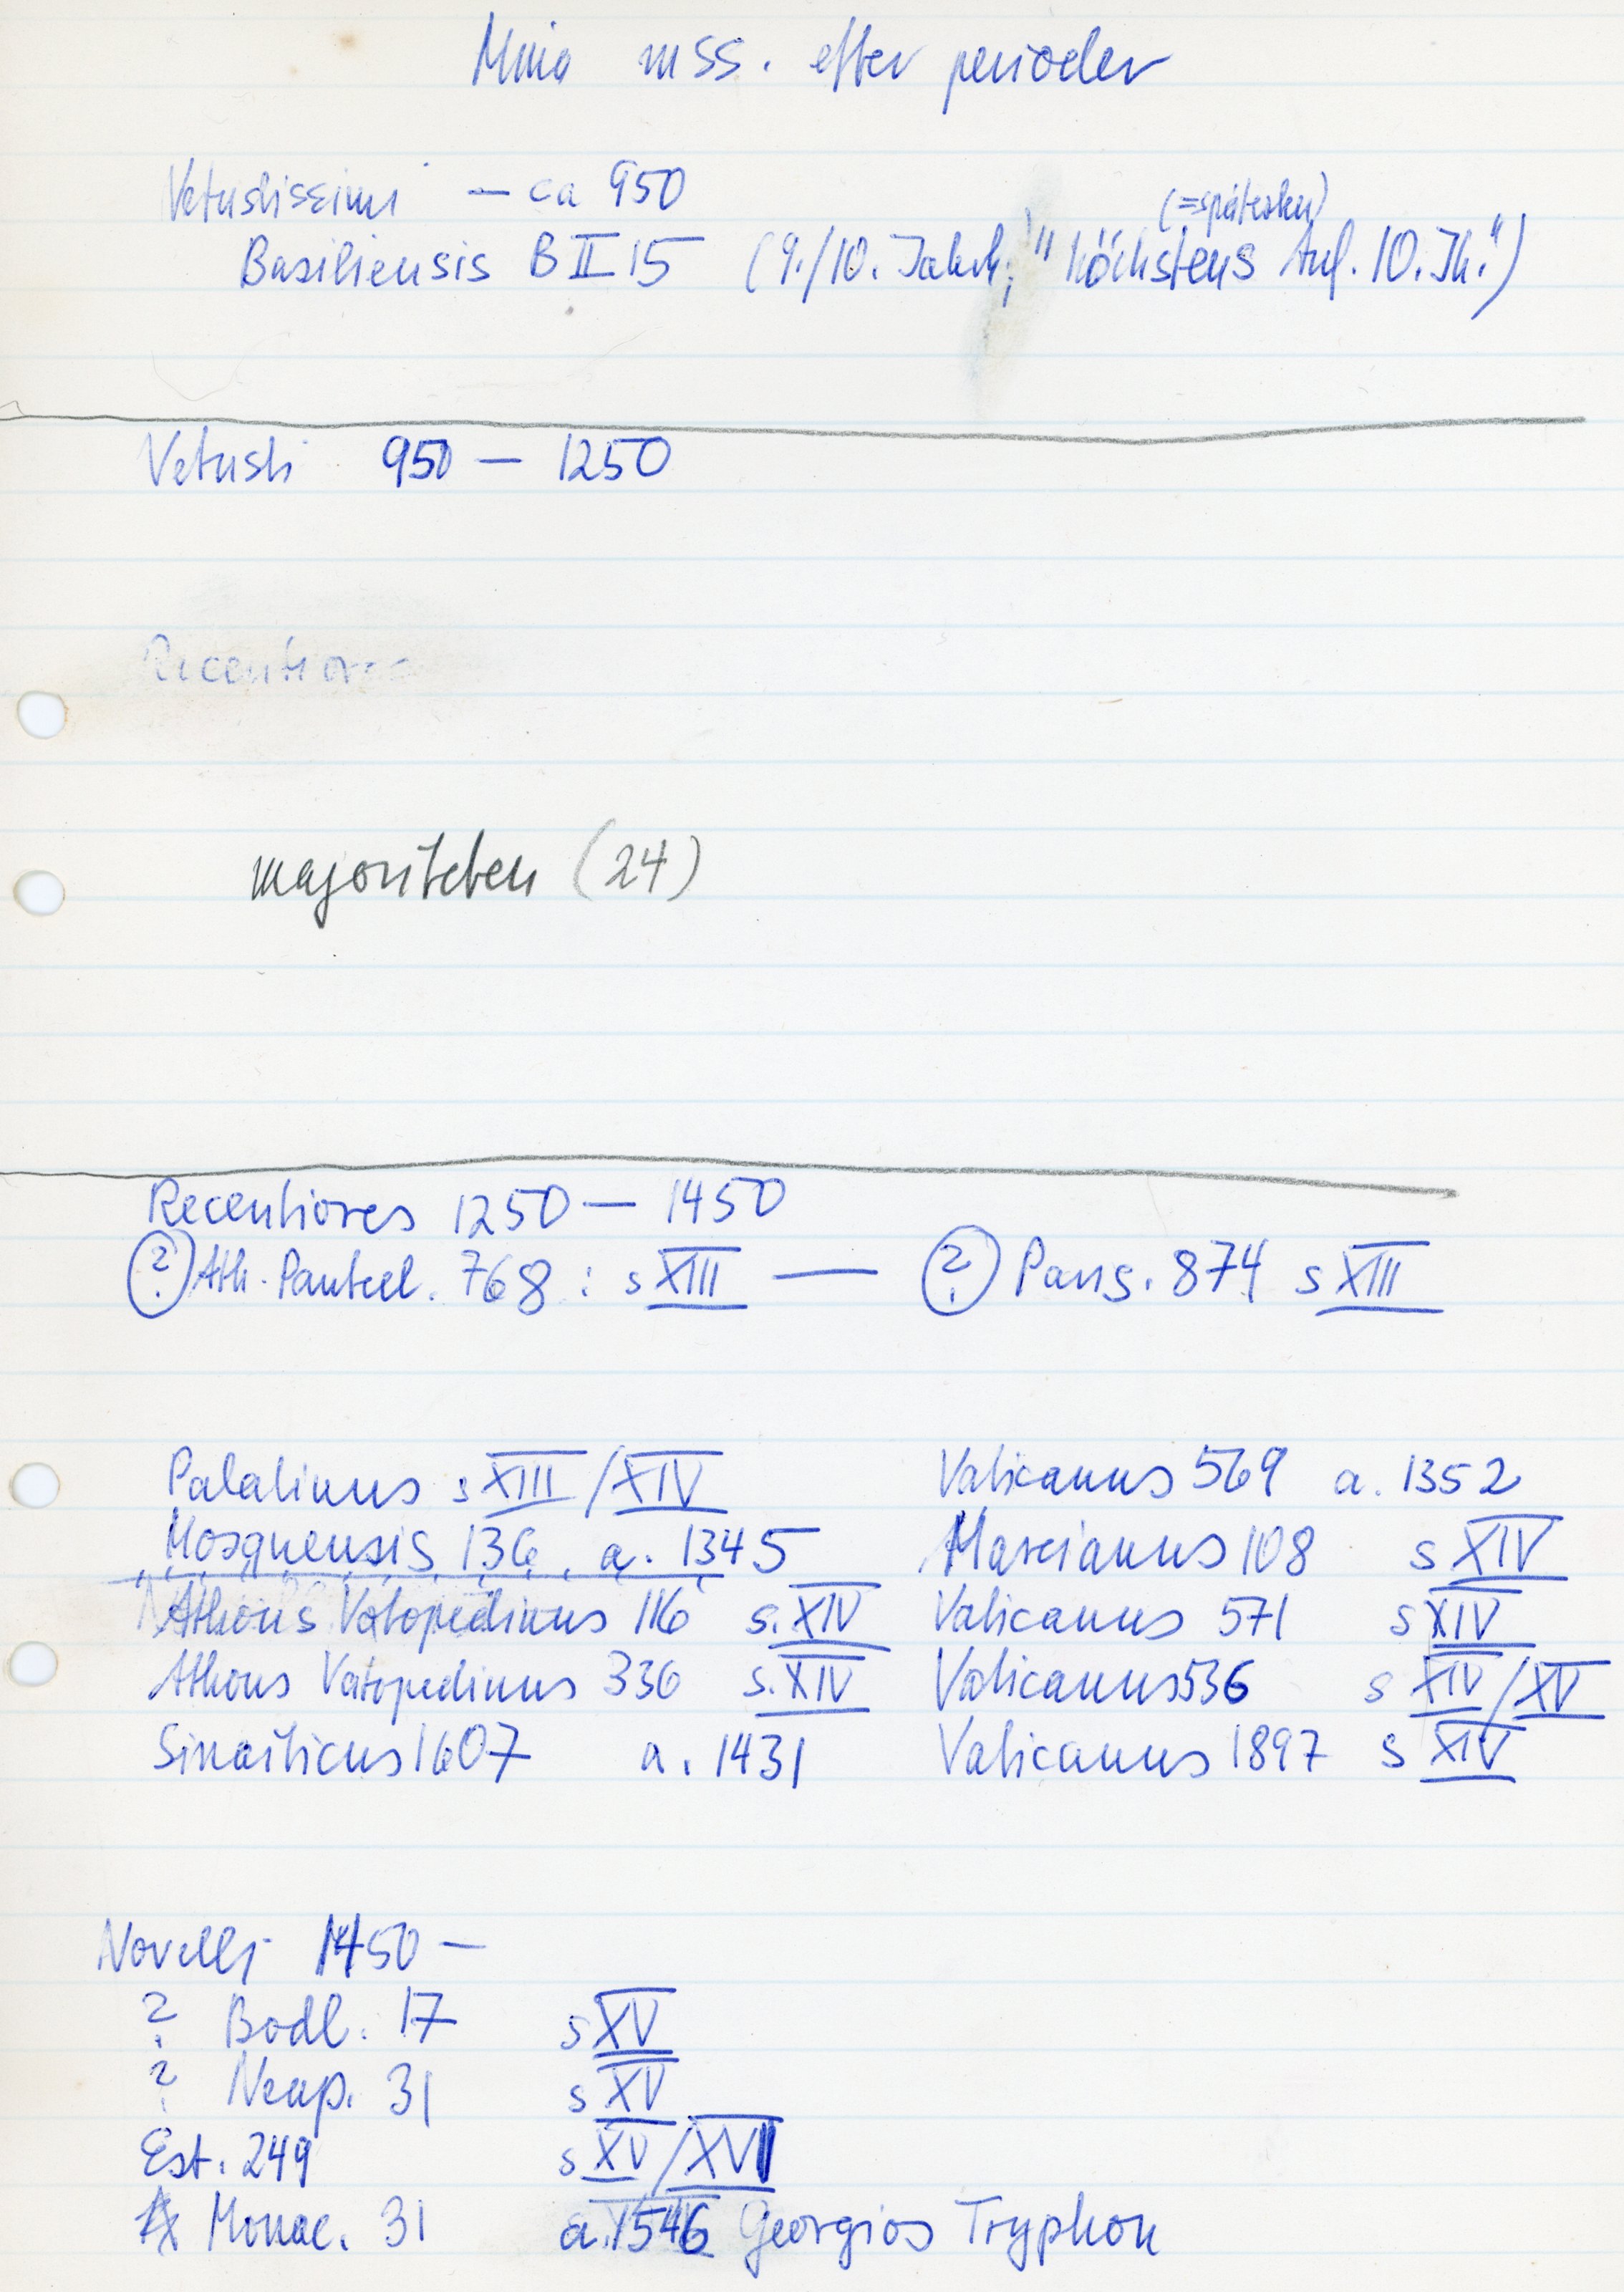 Mina mss. efter perioder
Vetustissimi — ca 950
(=spätesten)
Basiliensis B II 15 (9./10. Jahrh; "höchstens Anf. 10. Jh.")
Vetusti 950 — 1250
Recentiores
majoriteten (24)
Recentiores 1250 — 1450
? Ath. Panteel. 768 : s XIII — ? Paris. 874 s XIII
Palatinus s XIII / XIV Vaticanus 569 a. 1352
Mosquensis 136 a. 1345 Marcianus 108 s XIV
Athous Vatopedinus 116 s. XIV Vaticanus 571 s XIV
Athous Vatopedinus 336 s. XIV Vaticanus 536 s XIV / XV
Sinaïticus 1607 a. 1431 Vaticanus 1897 s XIV
Novelli 1450 —
? Bodl. 17 s XV
? Neap. 31 s XV
Est. 249 s XV / XVI
Monac. 31 a. 1546 Georgios Tryphon